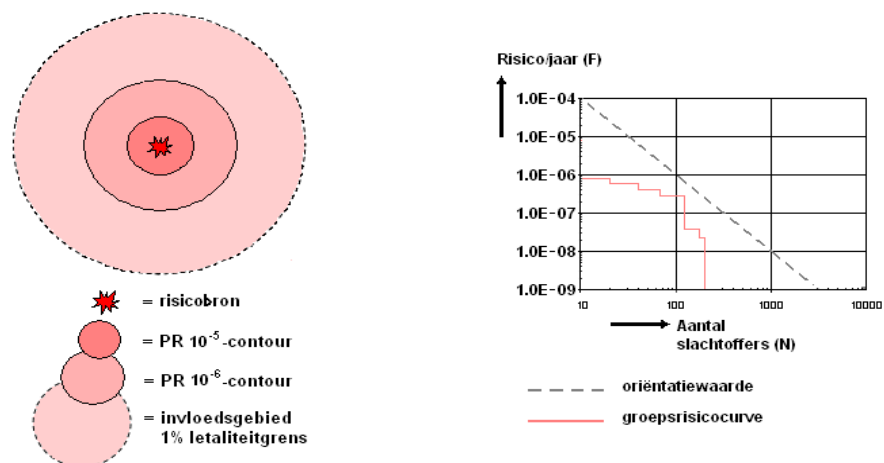 = risicobron
= PR 10⁻⁵-contour
= PR 10⁻⁶-contour
= invloedsgebied
1% letaliteitgrens
Risico/jaar (F)
1.0E-04
1.0E-05
1.0E-06
1.0E-07
1.0E-08
1.0E-09
10 100 1000 10000
Aantal
slachtoffers (N)
oriëntatiewaarde
groepsrisicocurve